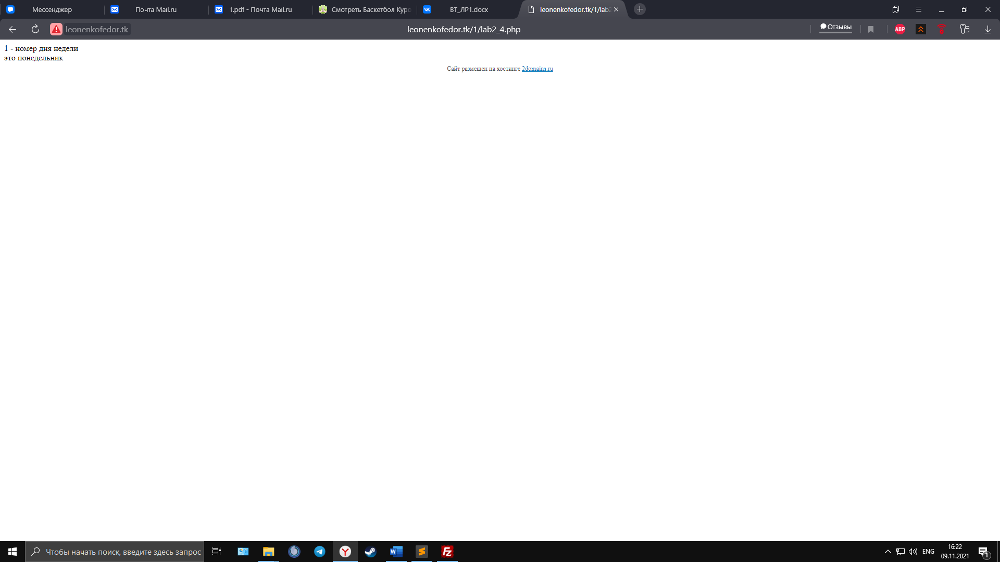 Мессенджер
Почта Mail.ru
1.pdf - Почта Mail.ru
Смотреть Баскетбол Куро
ВТ_ЛР1.docx
leonenkofedor.tk/1/lab2
leonenkofedor.tk
leonenkofedor.tk/1/lab2_4.php
Отзывы
ABP
1 - номер дня недели
это понедельник
Сайт размещен на хостинге 2domains.ru
Чтобы начать поиск, введите здесь запрос
ENG
16:22
09.11.2021
1